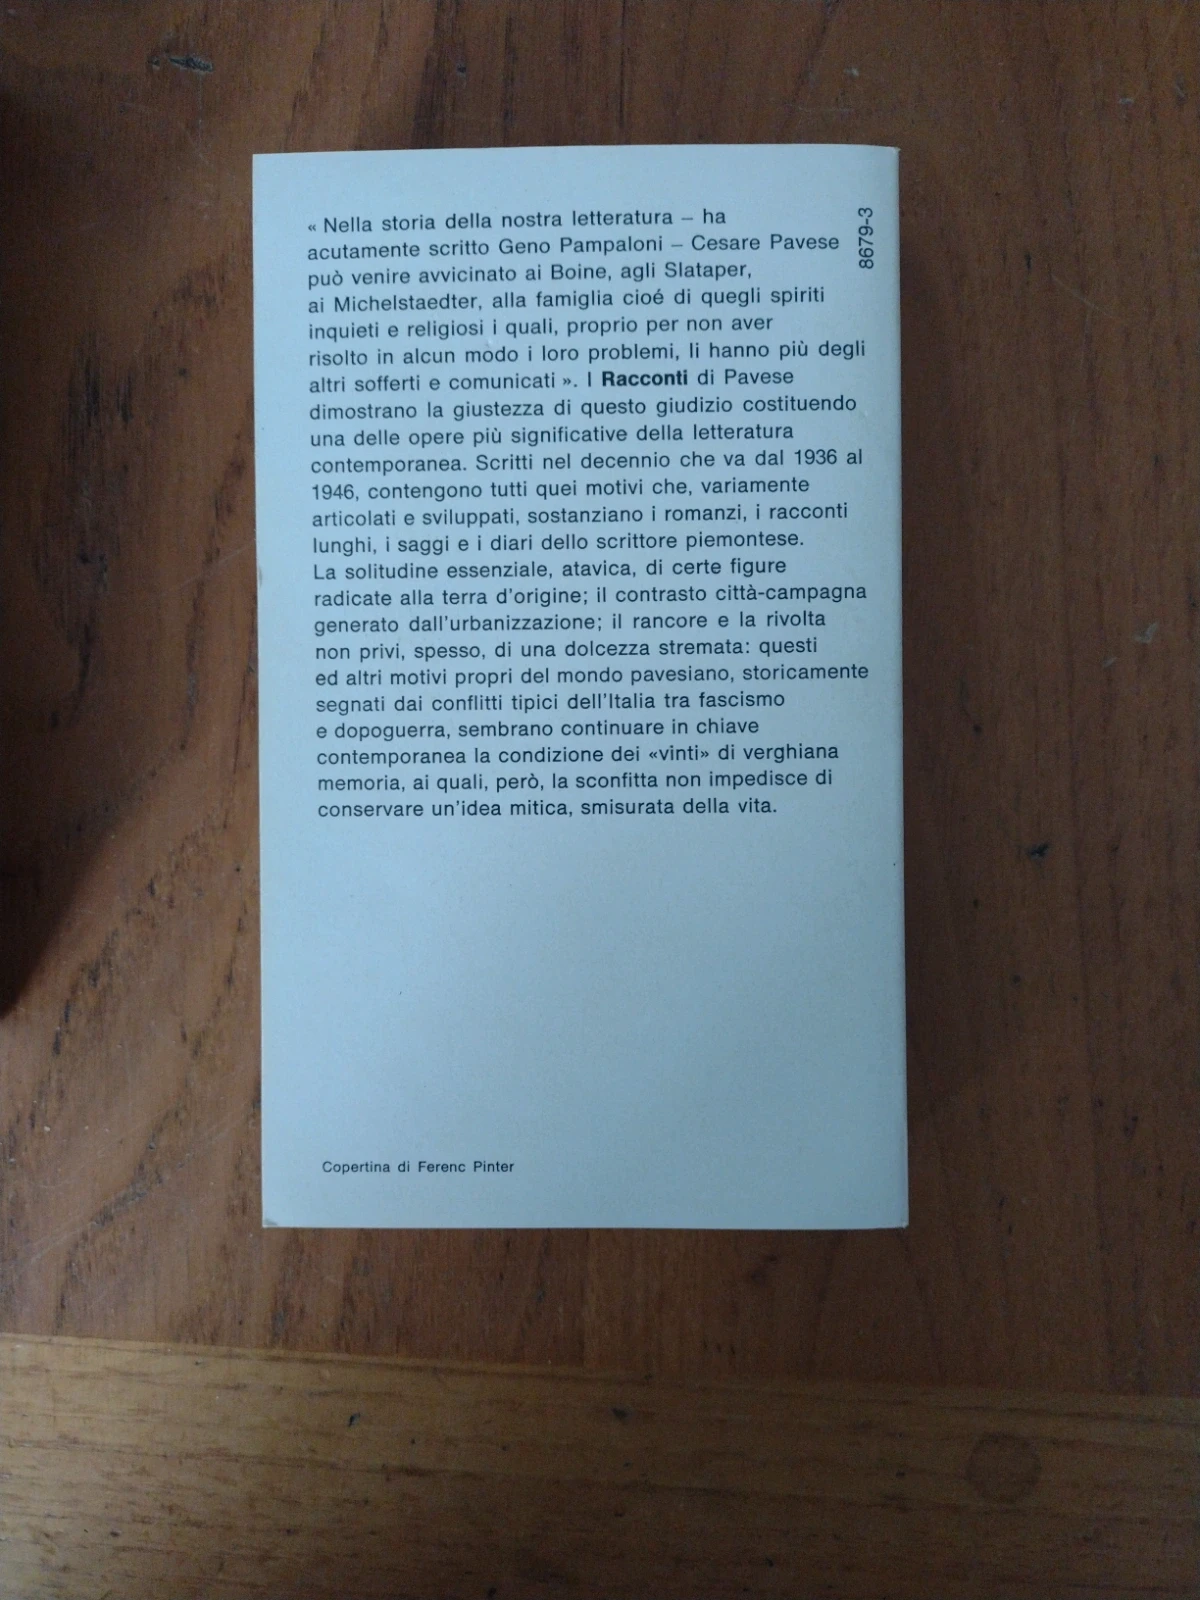 « Nella storia della nostra letteratura – ha
acutamente scritto Geno Pampaloni – Cesare Pavese
può venire avvicinato ai Boine, agli Slataper,
ai Michelstaedter, alla famiglia cioé di quegli spiriti
inquieti e religiosi i quali, proprio per non aver
risolto in alcun modo i loro problemi, li hanno più degli
altri sofferti e comunicati ». I Racconti di Pavese
dimostrano la giustezza di questo giudizio costituendo
una delle opere più significative della letteratura
contemporanea. Scritti nel decennio che va dal 1936 al
1946, contengono tutti quei motivi che, variamente
articolati e sviluppati, sostanziano i romanzi, i racconti
lunghi, i saggi e i diari dello scrittore piemontese.
La solitudine essenziale, atavica, di certe figure
radicate alla terra d'origine; il contrasto città-campagna
generato dall'urbanizzazione; il rancore e la rivolta
non privi, spesso, di una dolcezza stremata: questi
ed altri motivi propri del mondo pavesiano, storicamente
segnati dai conflitti tipici dell'Italia tra fascismo
e dopoguerra, sembrano continuare in chiave
contemporanea la condizione dei «vinti» di verghiana
memoria, ai quali, però, la sconfitta non impedisce di
conservare un'idea mitica, smisurata della vita.
8679-3
Copertina di Ferenc Pinter